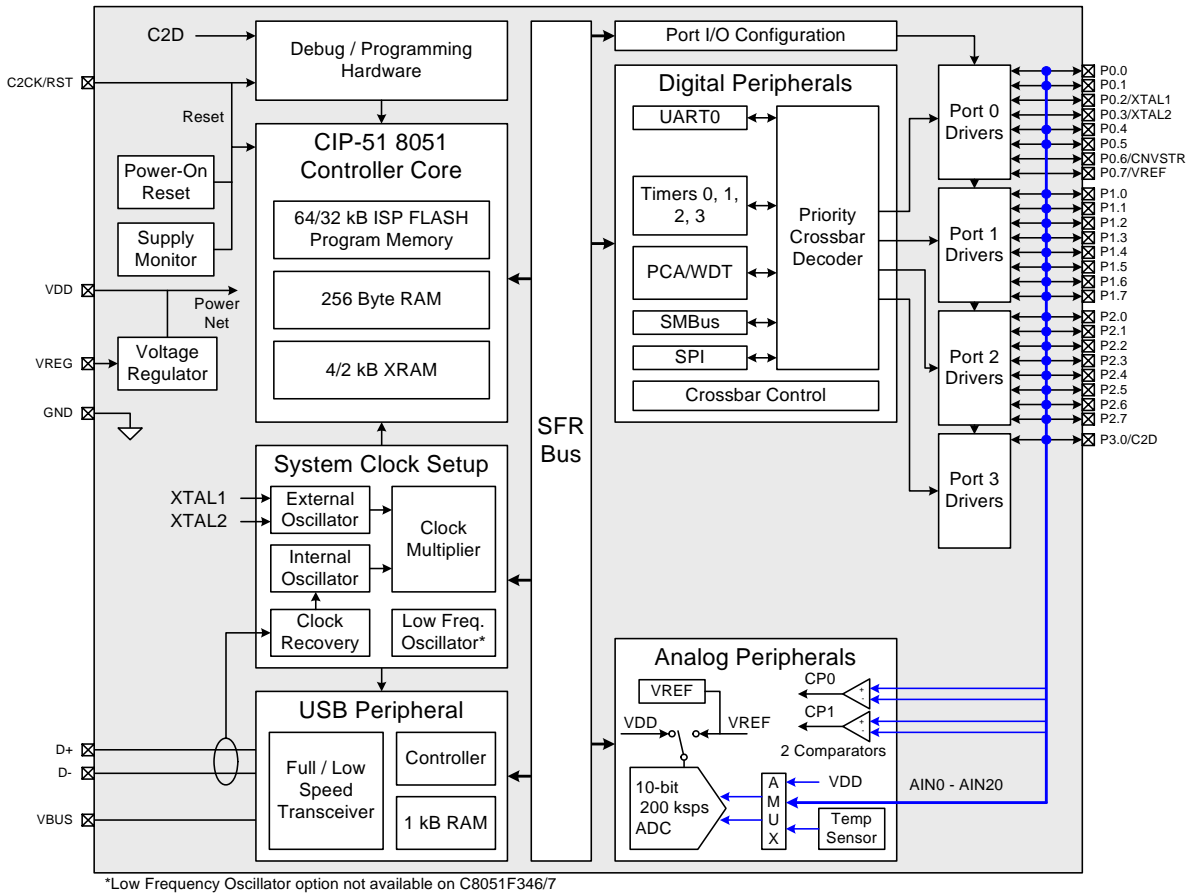 C2D
Debug / Programming
Hardware
C2CK/RST
Reset
Power-On
Reset
Supply
Monitor
VDD
Power
Net
VREG
Voltage
Regulator
GND
CIP-51 8051
Controller Core
64/32 kB ISP FLASH
Program Memory
256 Byte RAM
4/2 kB XRAM
System Clock Setup
XTAL1
XTAL2
External
Oscillator
Internal
Oscillator
Clock
Recovery
Clock
Multiplier
Low Freq.
Oscillator*
USB Peripheral
D+
D-
VBUS
Full / Low
Speed
Transceiver
Controller
1 kB RAM
SFR
Bus
Port I/O Configuration
Digital Peripherals
UART0
Timers 0, 1,
2, 3
PCA/WDT
SMBus
SPI
Priority
Crossbar
Decoder
Crossbar Control
Port 0
Drivers
Port 1
Drivers
Port 2
Drivers
Port 3
Drivers
P0.0
P0.1
P0.2/XTAL1
P0.3/XTAL2
P0.4
P0.5
P0.6/CNVSTR
P0.7/VREF
P1.0
P1.1
P1.2
P1.3
P1.4
P1.5
P1.6
P1.7
P2.0
P2.1
P2.2
P2.3
P2.4
P2.5
P2.6
P2.7
P3.0/C2D
Analog Peripherals
VREF
VDD
VREF
CP0
+
-
CP1
+
-
2 Comparators
10-bit
200 ksps
ADC
A
M
U
X
VDD
Temp
Sensor
AIN0 - AIN20
*Low Frequency Oscillator option not available on C8051F346/7